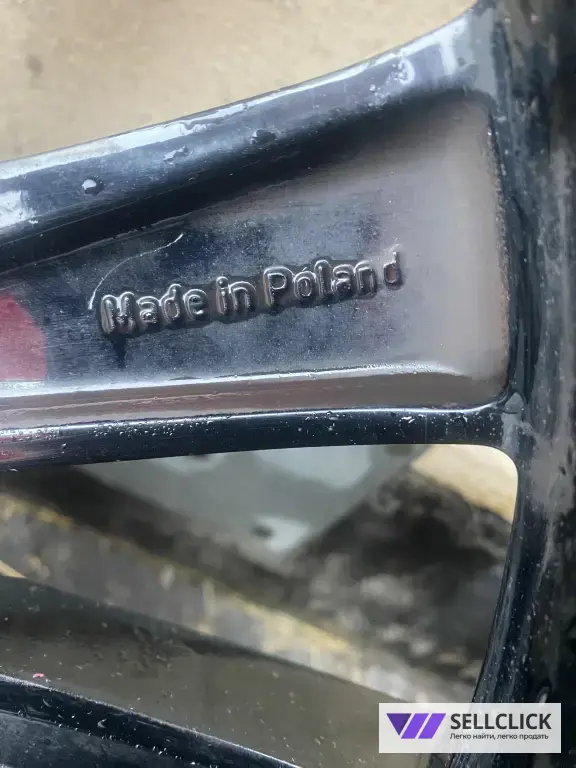 Made in Poland
SELLCLICK
Легко найти, легко продать